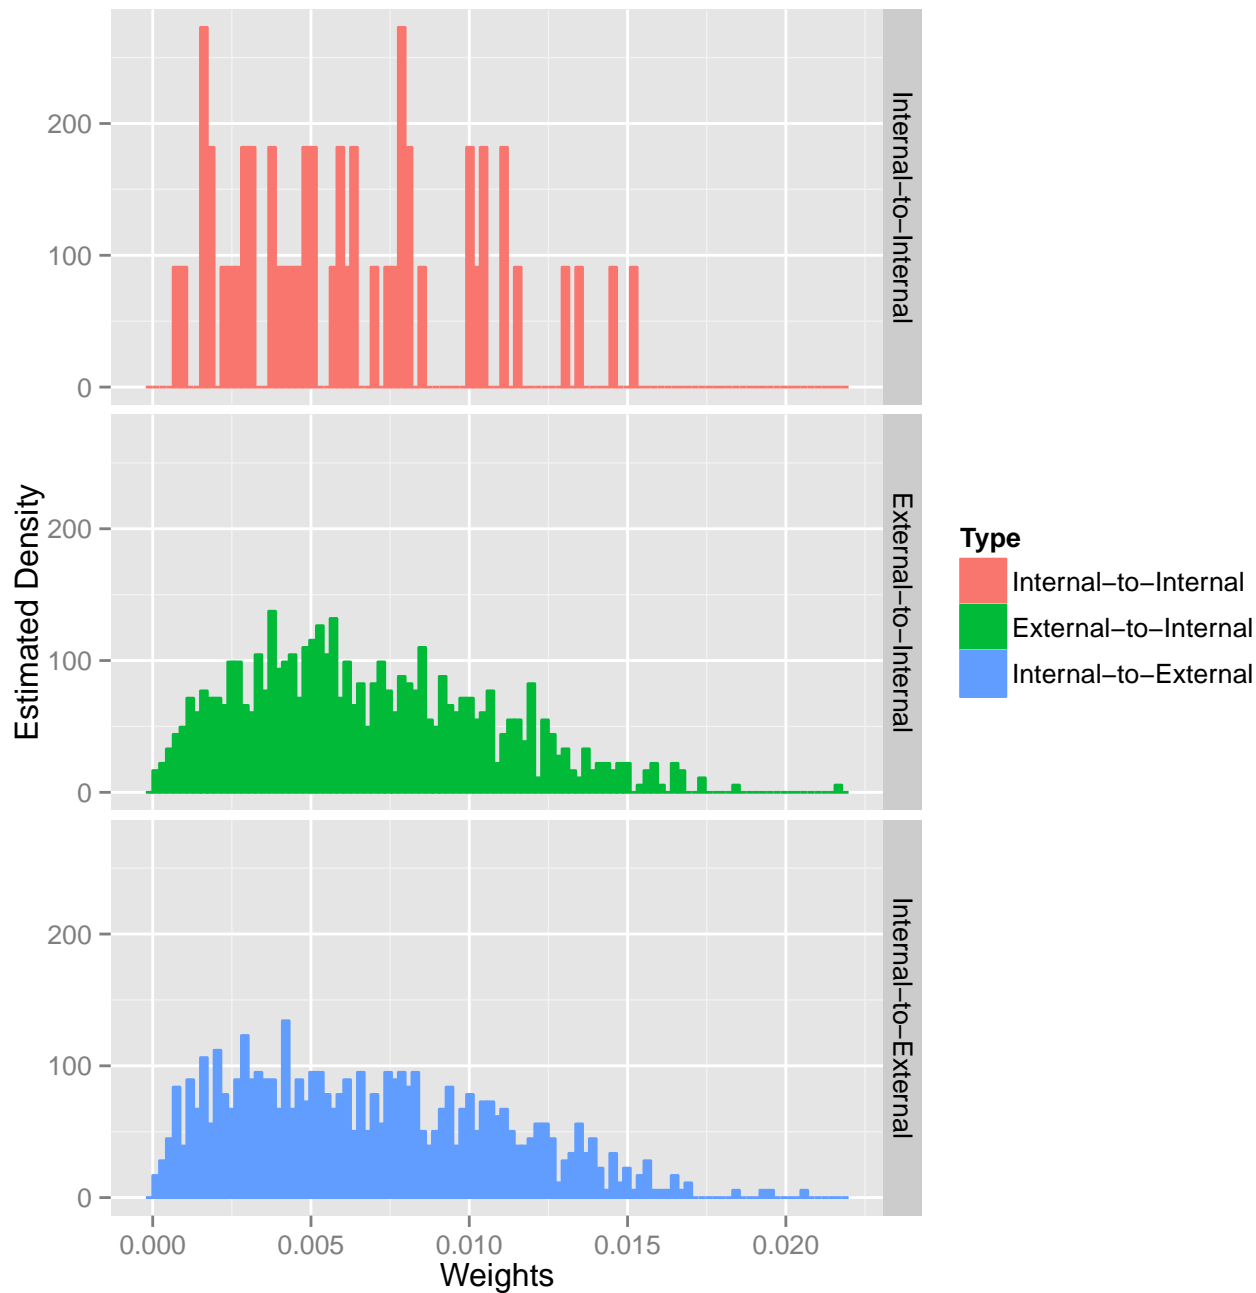 200
100
0
Internal−to−Internal
200
100
0
External−to−Internal
200
100
0
Internal−to−External
0.000 0.005 0.010 0.015 0.020
Weights
Estimated Density
Type
Internal−to−Internal
External−to−Internal
Internal−to−External